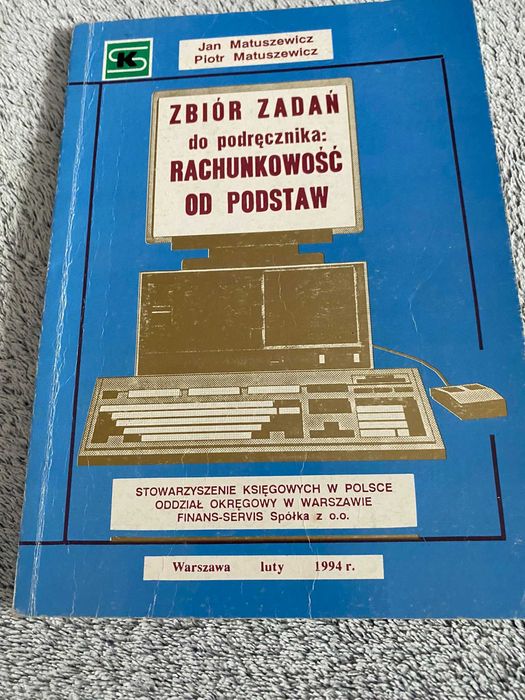 SK
Jan Matuszewicz
Piotr Matuszewicz
ZBIÓR ZADAŃ
do podręcznika:
RACHUNKOWOŚĆ
OD PODSTAW
STOWARZYSZENIE KSIĘGOWYCH W POLSCE
ODDZIAŁ OKRĘGOWY W WARSZAWIE
FINANS-SERVIS Spółka z o.o.
Warszawa luty 1994 r.